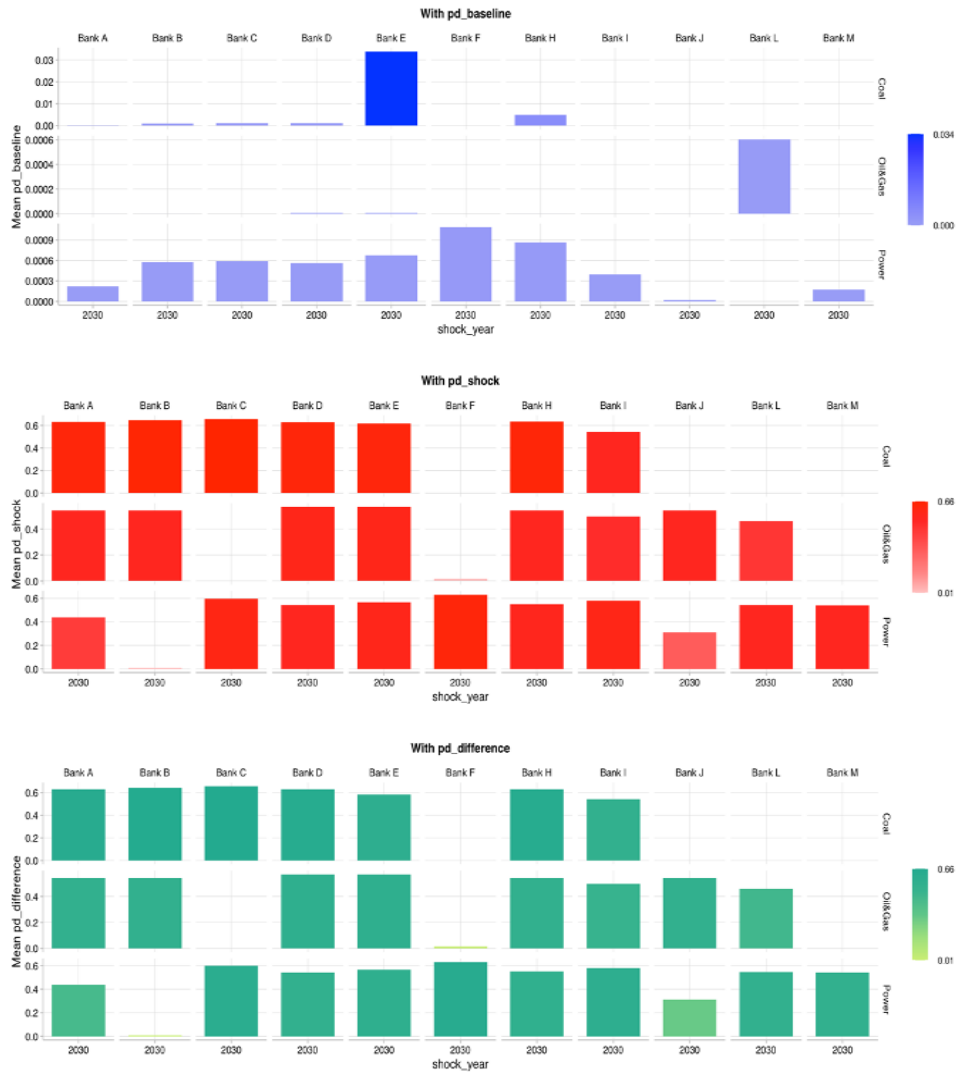 With pd_baseline
Bank A Bank B Bank C Bank D Bank E Bank F Bank H Bank I Bank J Bank L Bank M
0.03
0.02
0.01
0.00
Coal
0.0006
0.0004
0.0002
0.0000
Oil&Gas
0.0009
0.0006
0.0003
0.0000
Power
Mean pd_baseline
0.034
0.000
2030 2030 2030 2030 2030 2030 2030 2030 2030 2030 2030
shock_year
With pd_shock
Bank A Bank B Bank C Bank D Bank E Bank F Bank H Bank I Bank J Bank L Bank M
0.6
0.4
0.2
0.0
Coal
0.4
0.2
0.0
Oil&Gas
0.6
0.4
0.2
0.0
Power
Mean pd_shock
0.66
0.01
2030 2030 2030 2030 2030 2030 2030 2030 2030 2030 2030
shock_year
With pd_difference
Bank A Bank B Bank C Bank D Bank E Bank F Bank H Bank I Bank J Bank L Bank M
0.6
0.4
0.2
0.0
Coal
0.4
0.2
0.0
Oil&Gas
0.6
0.4
0.2
0.0
Power
Mean pd_difference
0.66
0.01
2030 2030 2030 2030 2030 2030 2030 2030 2030 2030 2030
shock_year